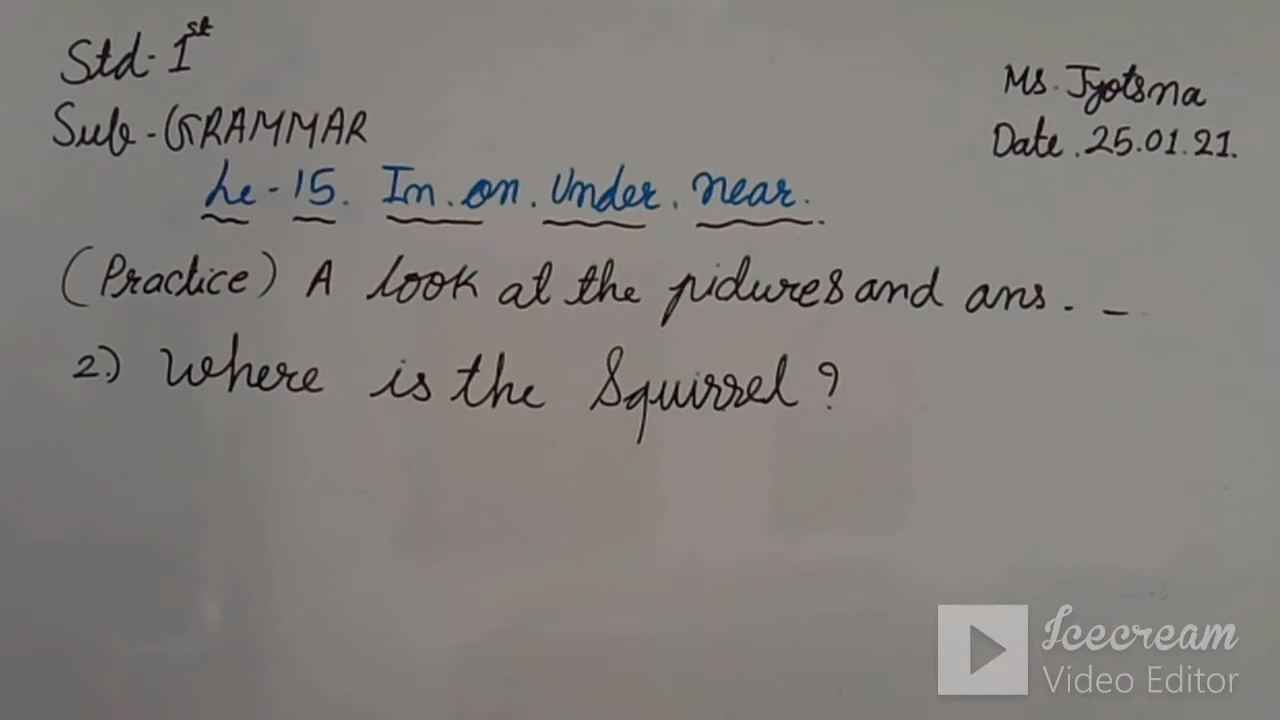 Std. 1st
Ms. Jyotsna
Sub - GRAMMAR
Date. 25.01.21.
Le - 15. In. on. Under. near.
(Practice) A look at the pictures and ans. -
2.) Where is the Squirrel?
Icecream
Video Editor